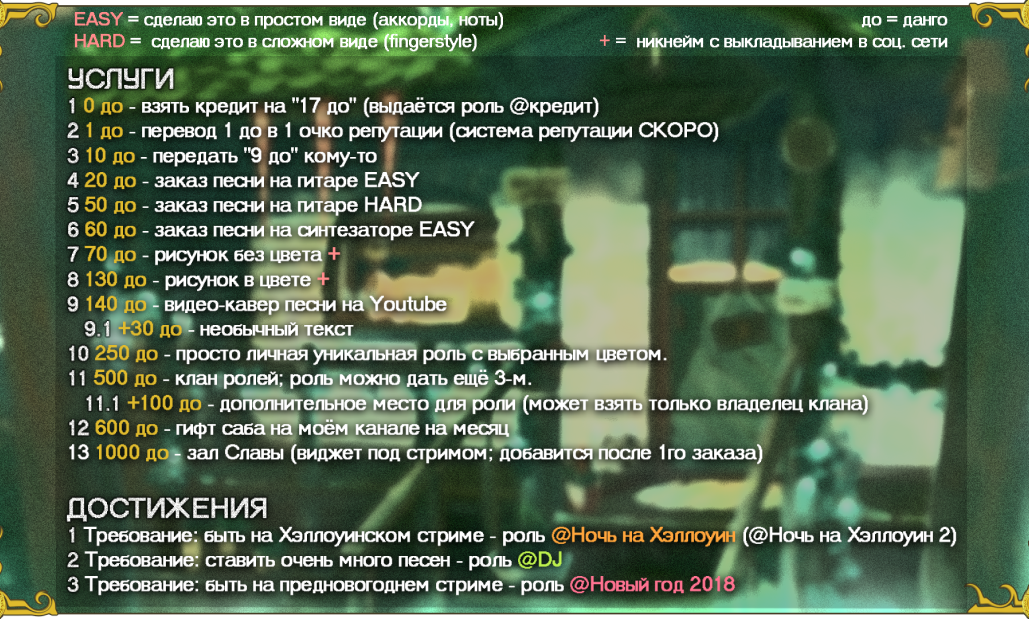 EASY = сделаю это в простом виде (аккорды, ноты)
до = данго
HARD = сделаю это в сложном виде (fingerstyle)
+ = никнейм с выкладыванием в соц. сети
УСЛУГИ
1 0 до - взять кредит на "17 до" (выдаётся роль @кредит)
2 1 до - перевод 1 до в 1 очко репутации (система репутации СКОРО)
3 10 до - передать "9 до" кому-то
4 20 до - заказ песни на гитаре EASY
5 50 до - заказ песни на гитаре HARD
6 60 до - заказ песни на синтезаторе EASY
7 70 до - рисунок без цвета +
8 130 до - рисунок в цвете +
9 140 до - видео-кавер песни на Youtube
9.1 +30 до - необычный текст
10 250 до - просто личная уникальная роль с выбранным цветом.
11 500 до - клан ролей; роль можно дать ещё 3-м.
11.1 +100 до - дополнительное место для роли (может взять только владелец клана)
12 600 до - гифт саба на моём канале на месяц
13 1000 до - зал Славы (виджет под стримом; добавится после 1го заказа)
ДОСТИЖЕНИЯ
1 Требование: быть на Хэллоуинском стриме - роль @Ночь на Хэллоуин (@Ночь на Хэллоуин 2)
2 Требование: ставить очень много песен - роль @DJ
3 Требование: быть на предновогоднем стриме - роль @Новый год 2018